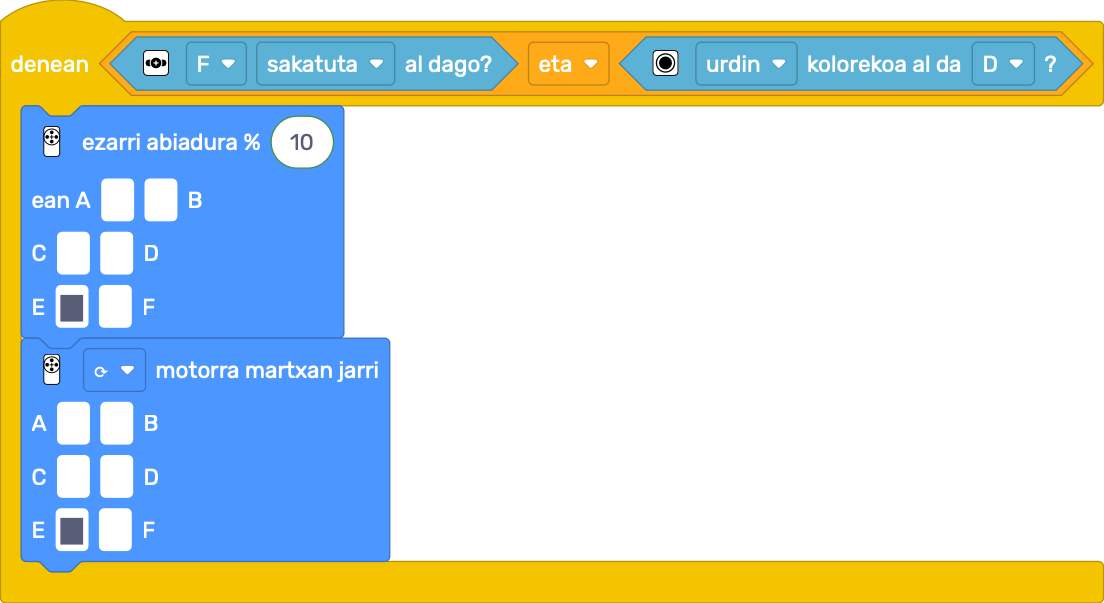 denean F sakatuta al dago? eta urdin kolorekoa al da D ?
ezarri abiadura % 10
ean A B
C D
E F
motorra martxan jarri
A B
C D
E F